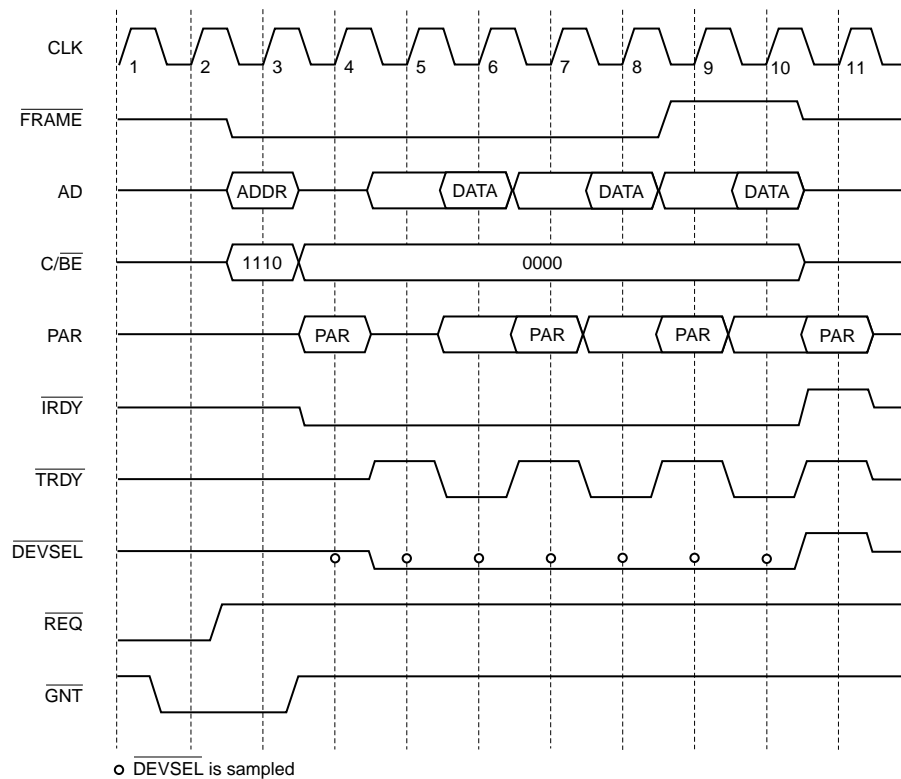 CLK
1 2 3 4 5 6 7 8 9 10 11
FRAME
AD ADDR DATA DATA DATA
C/BE 1110 0000
PAR PAR PAR PAR PAR
IRDY
TRDY
DEVSEL
REQ
GNT
DEVSEL is sampled